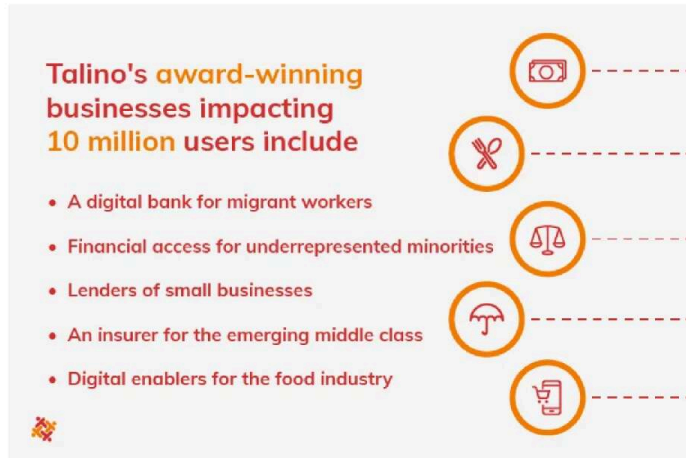 Talino's award-winning
businesses impacting
10 million users include
• A digital bank for migrant workers
• Financial access for underrepresented minorities
• Lenders of small businesses
• An insurer for the emerging middle class
• Digital enablers for the food industry